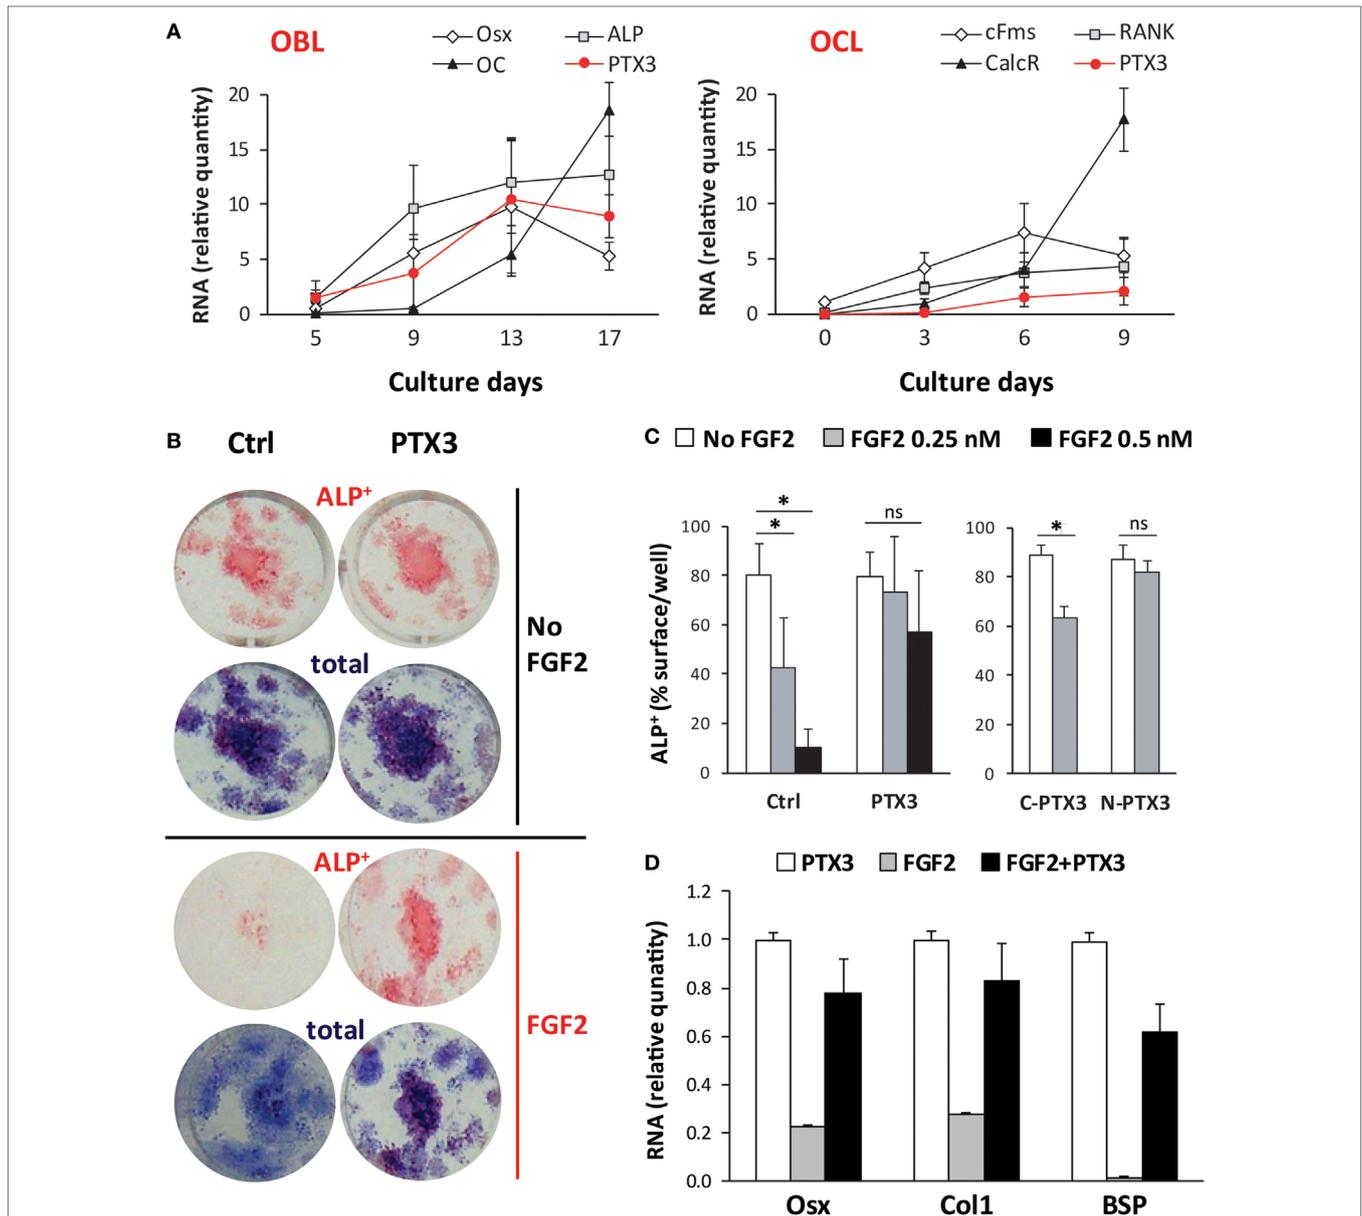 A
OBL
Osx
ALP
OC
PTX3
RNA (relative quantity)
20
15
10
5
0
5 9 13 17
Culture days
OCL
cFms
RANK
CalcR
PTX3
RNA (relative quantity)
20
15
10
5
0
0 3 6 9
Culture days
B
Ctrl PTX3
ALP+
total
No
FGF2
ALP+
total
FGF2
C
No FGF2 FGF2 0.25 nM FGF2 0.5 nM
ALP+ (% surface/well)
100
80
60
40
20
0
*
*
ns
Ctrl PTX3
100
80
60
40
20
0
*
ns
C-PTX3 N-PTX3
D
PTX3 FGF2 FGF2+PTX3
RNA (relative qunatity)
1.2
1.0
0.8
0.6
0.4
0.2
0.0
Osx Col1 BSP